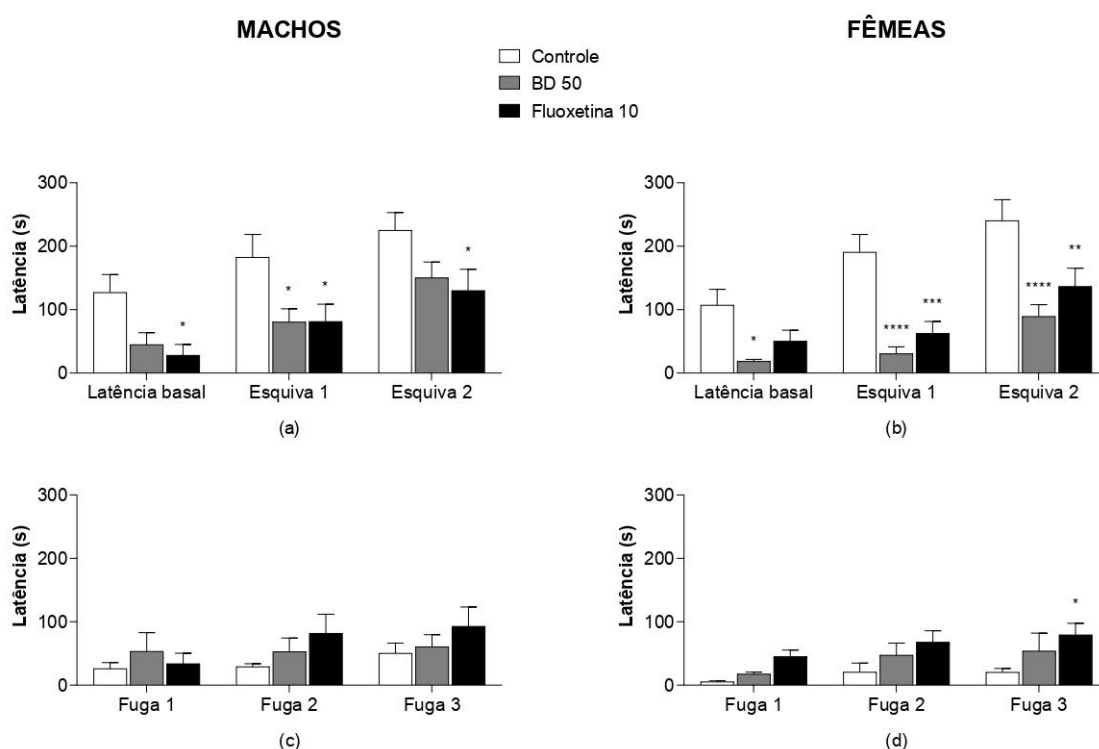 MACHOS
FÊMEAS
Controle
BD 50
Fluoxetina 10
Latência (s)
300
200
100
0
*
*
*
*
Latência basal Esquiva 1 Esquiva 2
(a)
Latência (s)
300
200
100
0
*
****
***
****
**
Latência basal Esquiva 1 Esquiva 2
(b)
Latência (s)
300
200
100
0
Fuga 1 Fuga 2 Fuga 3
(c)
Latência (s)
300
200
100
0
*
Fuga 1 Fuga 2 Fuga 3
(d)